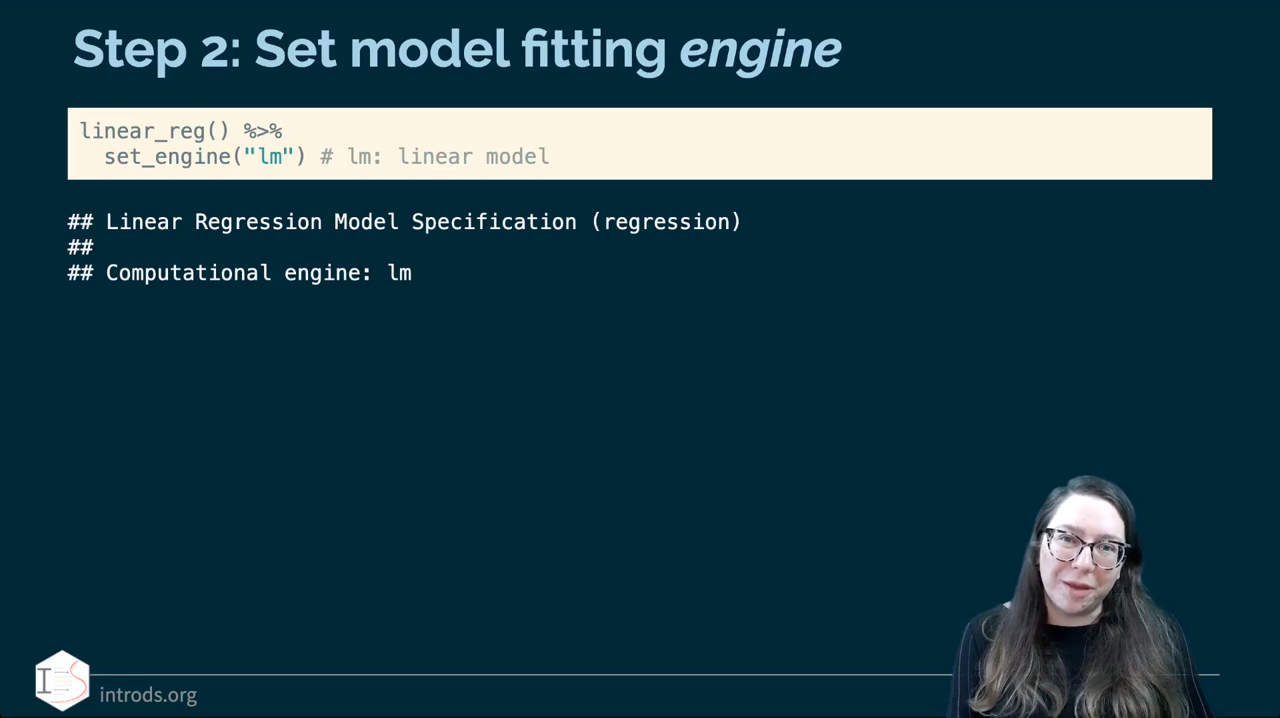 Step 2: Set model fitting engine
linear_reg() %>%
set_engine("lm") # lm: linear model
## Linear Regression Model Specification (regression)
##
## Computational engine: lm
IDS
introds.org